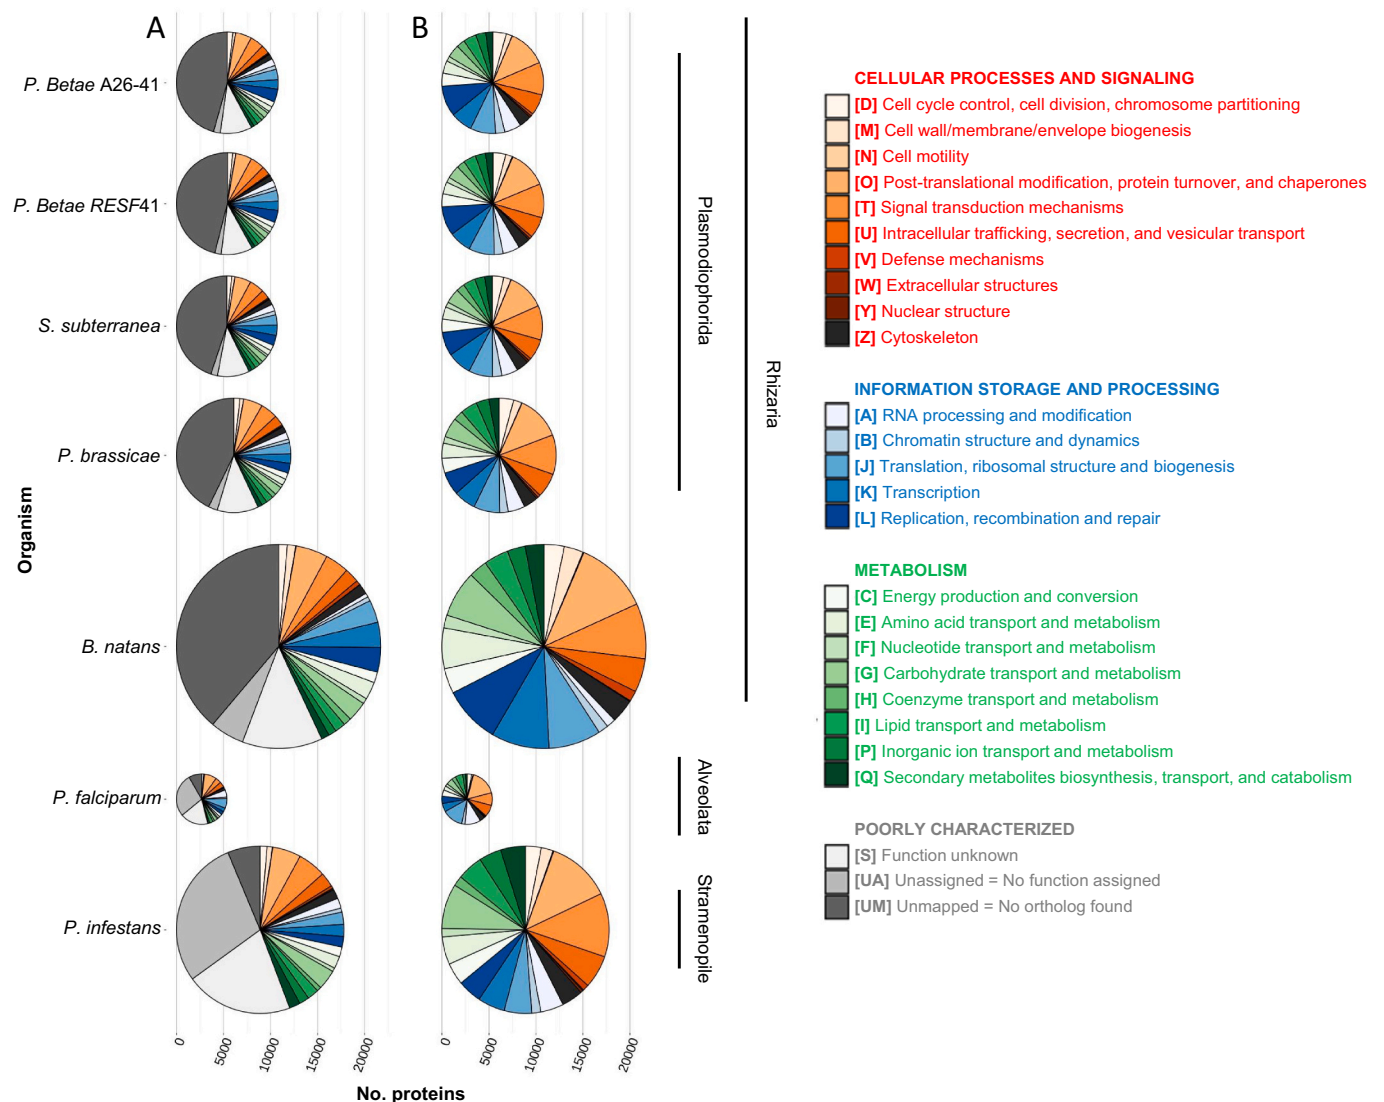 A
B
P. Betae A26-41
P. Betae RESF41
S. subterranea
P. brassicae
B. natans
P. falciparum
P. infestans
Organism
Plasmodiophorida
Rhizaria
Alveolata
Stramenopile
0
5000
10000
15000
20000
0
5000
10000
15000
20000
No. proteins
CELLULAR PROCESSES AND SIGNALING
[D] Cell cycle control, cell division, chromosome partitioning
[M] Cell wall/membrane/envelope biogenesis
[N] Cell motility
[O] Post-translational modification, protein turnover, and chaperones
[T] Signal transduction mechanisms
[U] Intracellular trafficking, secretion, and vesicular transport
[V] Defense mechanisms
[W] Extracellular structures
[Y] Nuclear structure
[Z] Cytoskeleton
INFORMATION STORAGE AND PROCESSING
[A] RNA processing and modification
[B] Chromatin structure and dynamics
[J] Translation, ribosomal structure and biogenesis
[K] Transcription
[L] Replication, recombination and repair
METABOLISM
[C] Energy production and conversion
[E] Amino acid transport and metabolism
[F] Nucleotide transport and metabolism
[G] Carbohydrate transport and metabolism
[H] Coenzyme transport and metabolism
[I] Lipid transport and metabolism
[P] Inorganic ion transport and metabolism
[Q] Secondary metabolites biosynthesis, transport, and catabolism
POORLY CHARACTERIZED
[S] Function unknown
[UA] Unassigned = No function assigned
[UM] Unmapped = No ortholog found